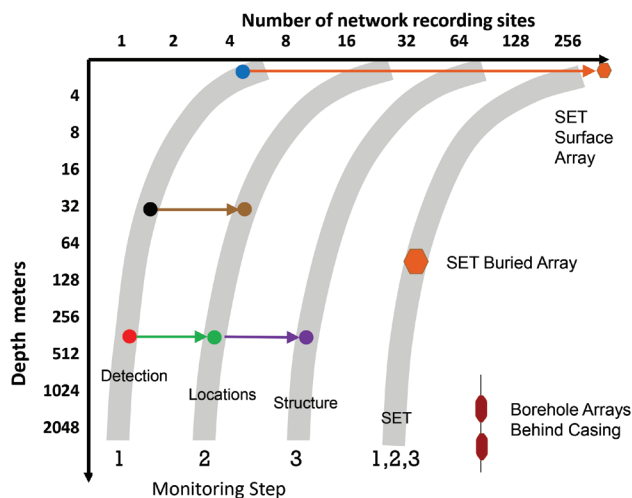 Number of network recording sites
1 2 4 8 16 32 64 128 256
Depth meters
4
8
16
32
64
128
256
512
1024
2048
SET
Surface
Array
SET Buried Array
Detection
Locations
Structure
SET
Borehole Arrays
Behind Casing
1 2 3 1,2,3
Monitoring Step